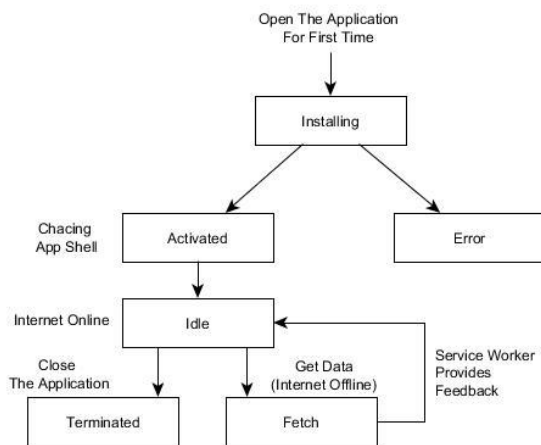 Open The Application
For First Time
Installing
Chacing
App Shell
Activated
Error
Internet Online
Idle
Close
The Application
Get Data
(Internet Offline)
Service Worker
Provides
Feedback
Terminated
Fetch